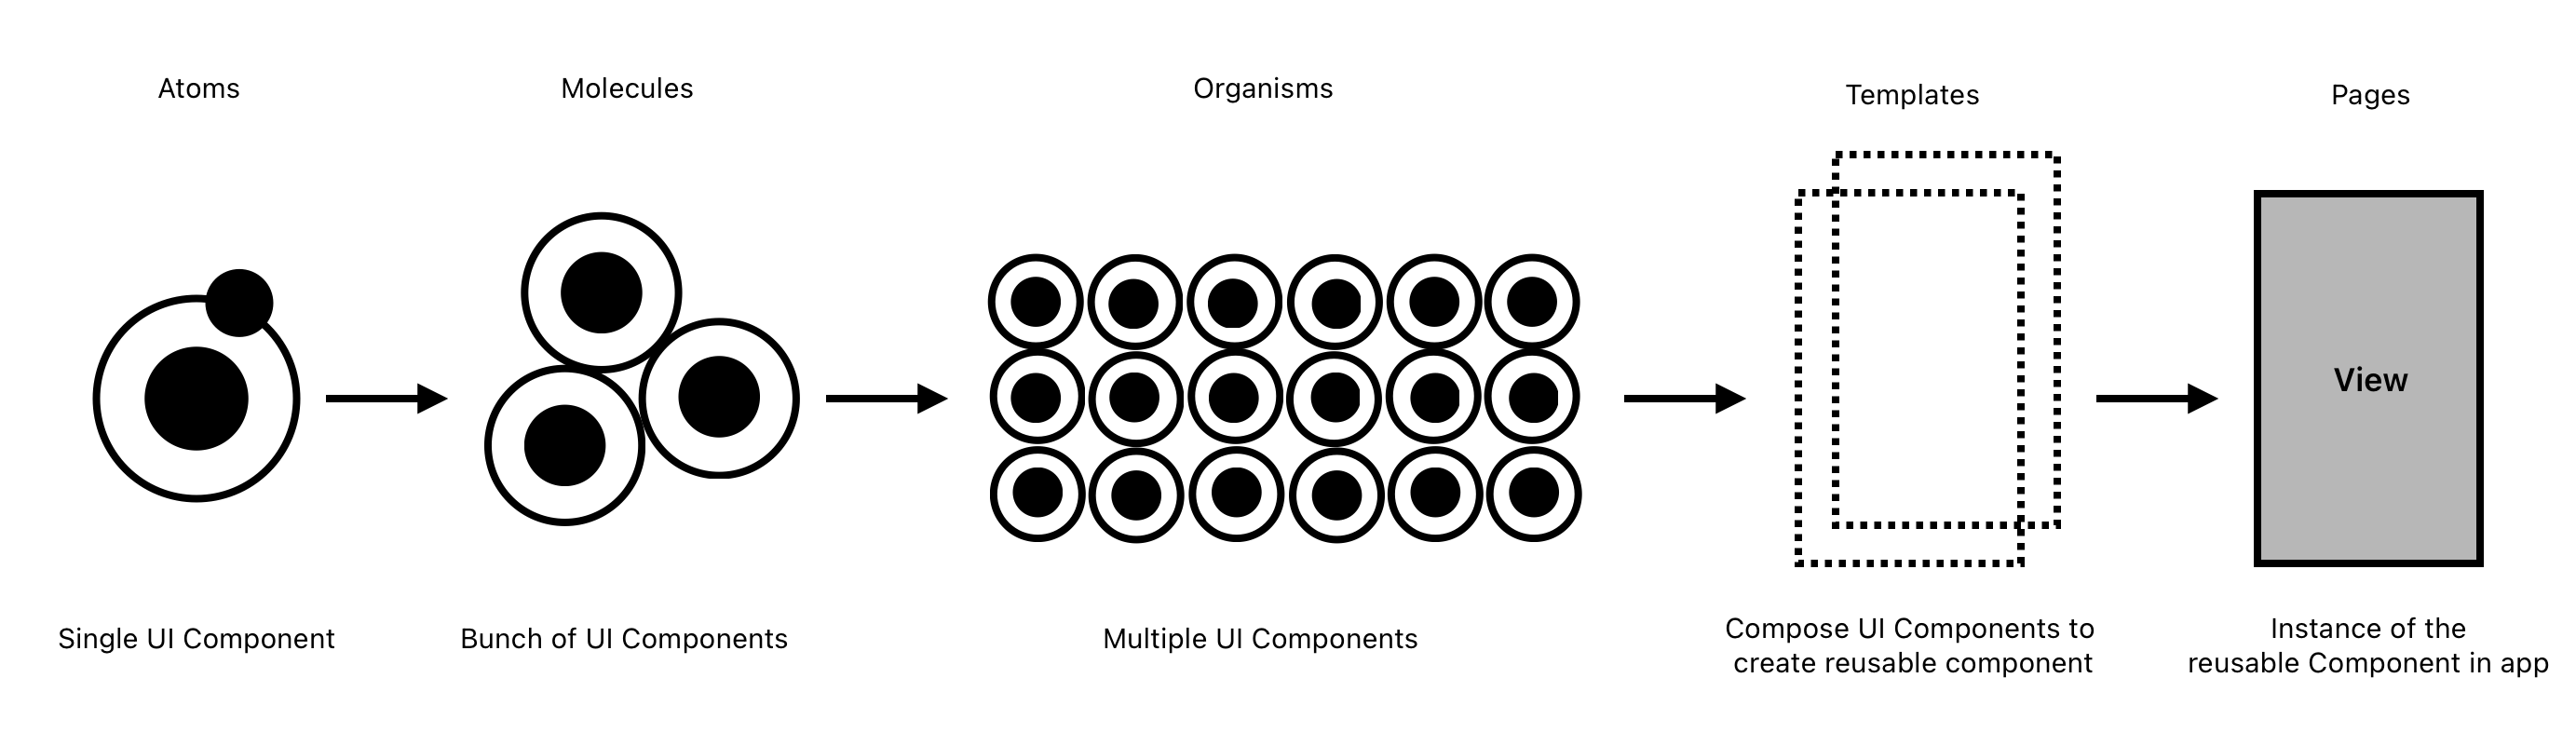 Atoms
Molecules
Organisms
Templates
Pages
View
Single UI Component
Bunch of UI Components
Multiple UI Components
Compose UI Components to
create reusable component
Instance of the
reusable Component in app